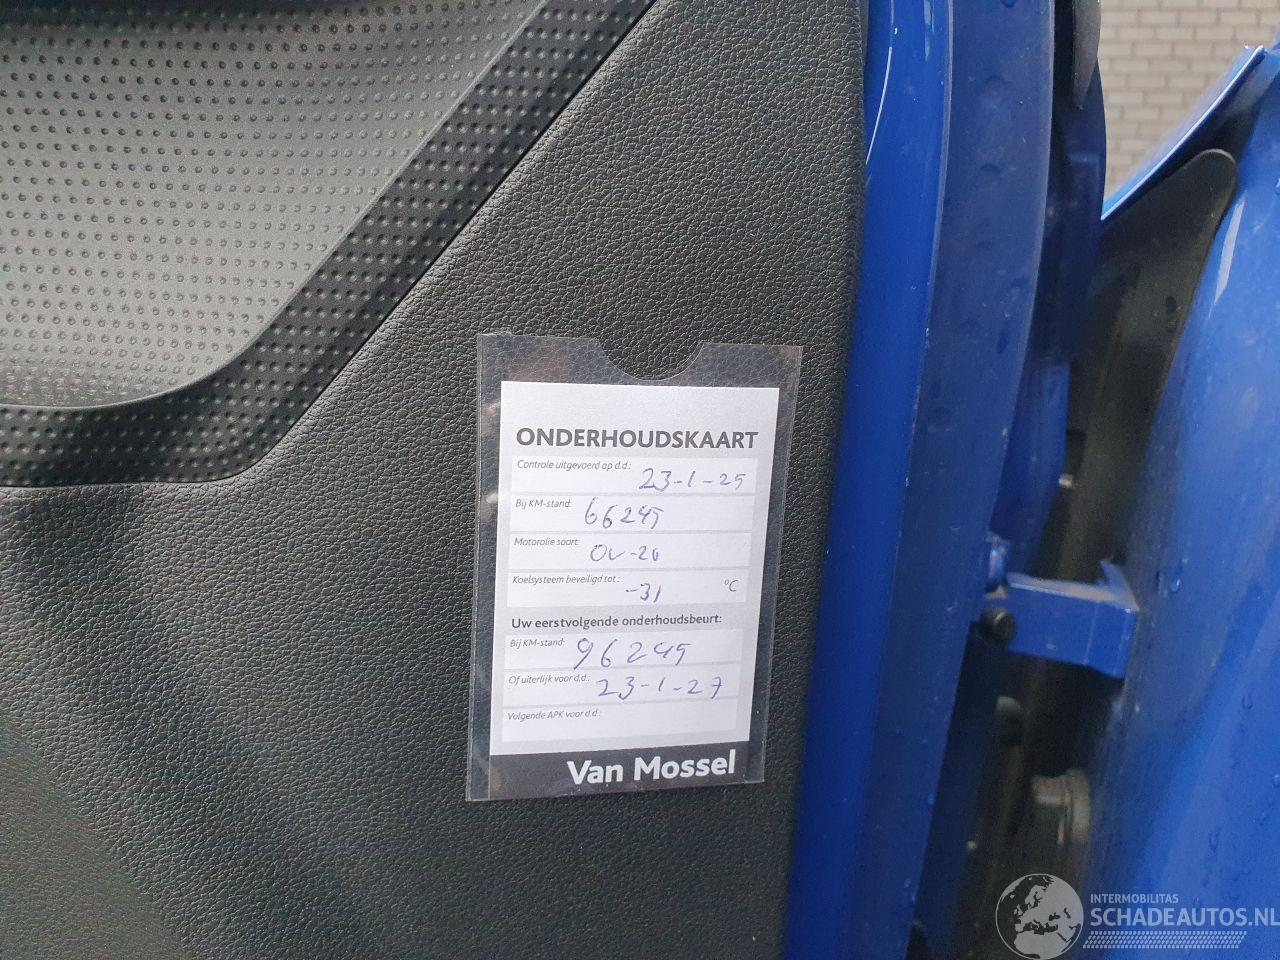 ONDERHOUDSKAART
Controle uitgevoerd op d.d.: 23-1-25
Bij KM-stand: 66245
Motorolie soort: 0W-20
Koelsysteem beveiligd tot: -31 °C
Uw eerstvolgende onderhoudsbeurt:
Bij KM-stand: 96245
Of uiterlijk voor d.d.: 23-1-27
Volgende APK voor d.d.:
Van Mossel
INTERMOBILITAS
SCHADEAUTOS.NL